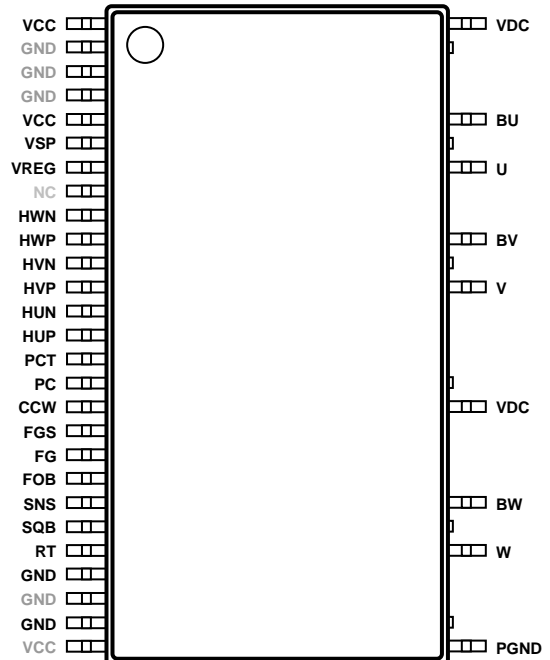 VCC
GND
GND
GND
VCC
VSP
VREG
NC
HWN
HWP
HVN
HVP
HUN
HUP
PCT
PC
CCW
FGS
FG
FOB
SNS
SQB
RT
GND
GND
GND
VCC
VDC
BU
U
BV
V
VDC
BW
W
PGND